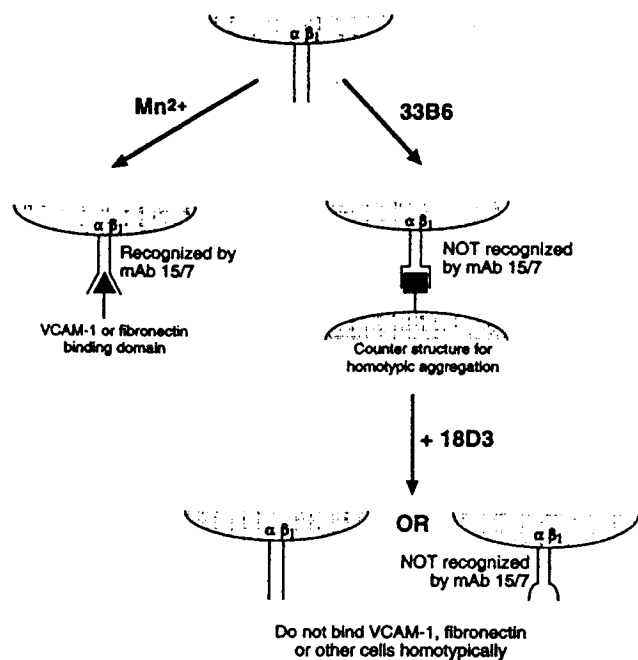 α β1
Mn2+
33B6
α β1
Recognized by
mAb 15/7
VCAM-1 or fibronectin
binding domain
α β1
NOT recognized
by mAb 15/7
Counter structure for
homotypic aggregation
+ 18D3
α β1
OR
α β1
NOT recognized
by mAb 15/7
Do not bind VCAM-1, fibronectin
or other cells homotypically